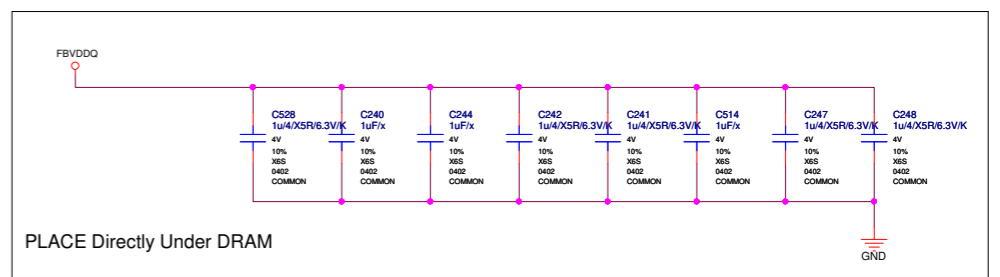 FBVDDQ
C528
1u/4/X5R/6.3V/K
4V
10%
X6S
0402
COMMON
C240
1uF/x
4V
10%
X6S
0402
COMMON
C244
1uF/x
4V
10%
X6S
0402
COMMON
C242
1u/4/X5R/6.3V/K
4V
10%
X6S
0402
COMMON
C241
1u/4/X5R/6.3V/K
4V
10%
X6S
0402
COMMON
C514
1uF/x
4V
10%
X6S
0402
COMMON
C247
1u/4/X5R/6.3V/K
4V
10%
X6S
0402
COMMON
C248
1u/4/X5R/6.3V/K
4V
10%
X6S
0402
COMMON
PLACE Directly Under DRAM
GND